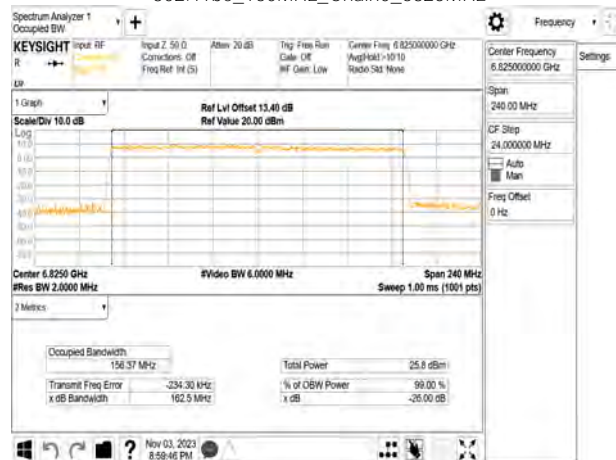 Spectrum Analyzer 1
Occupied BW
Frequency
Settings
KEYSIGHT
R
Input: RF
Input Z: 50 Ω
Corrections: Off
Freq Ref: Int (S)
Atten: 20 dB
Trig: Free Run
Gate: Off
#IF Gain: Low
Center Freq: 6.825000000 GHz
Avg|Hold:>10/10
Radio Std: None
Center Frequency
6.825000000 GHz
Span
240.00 MHz
CF Step
24.000000 MHz
Auto
Man
Freq Offset
0 Hz
1 Graph
Scale/Div 10.0 dB
Ref Lvl Offset 13.40 dB
Ref Value 20.00 dBm
Log
Center 6.8250 GHz
#Res BW 2.0000 MHz
#Video BW 6.0000 MHz
Span 240 MHz
Sweep 1.00 ms (1001 pts)
2 Metrics
Occupied Bandwidth
156.37 MHz
Total Power
25.8 dBm
Transmit Freq Error
-234.30 kHz
% of OBW Power
99.00 %
x dB Bandwidth
162.5 MHz
x dB
-26.00 dB
Nov 03, 2023
8:59:46 PM